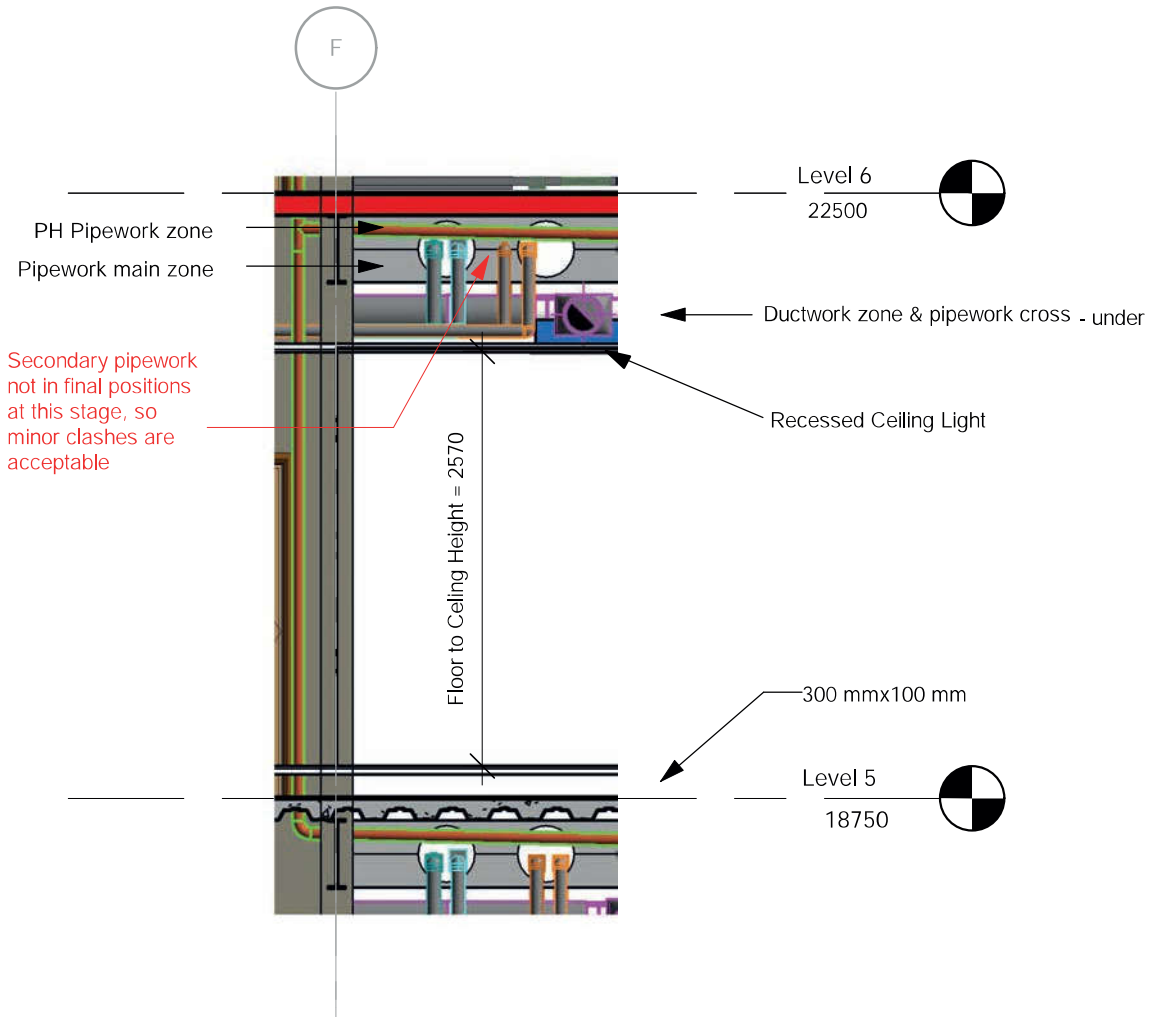 F
Level 6
22500
PH Pipework zone
Pipework main zone
Ductwork zone & pipework cross - under
Secondary pipework
not in final positions
at this stage, so
minor clashes are
acceptable
Recessed Ceiling Light
Floor to Celing Height = 2570
300 mmx100 mm
Level 5
18750